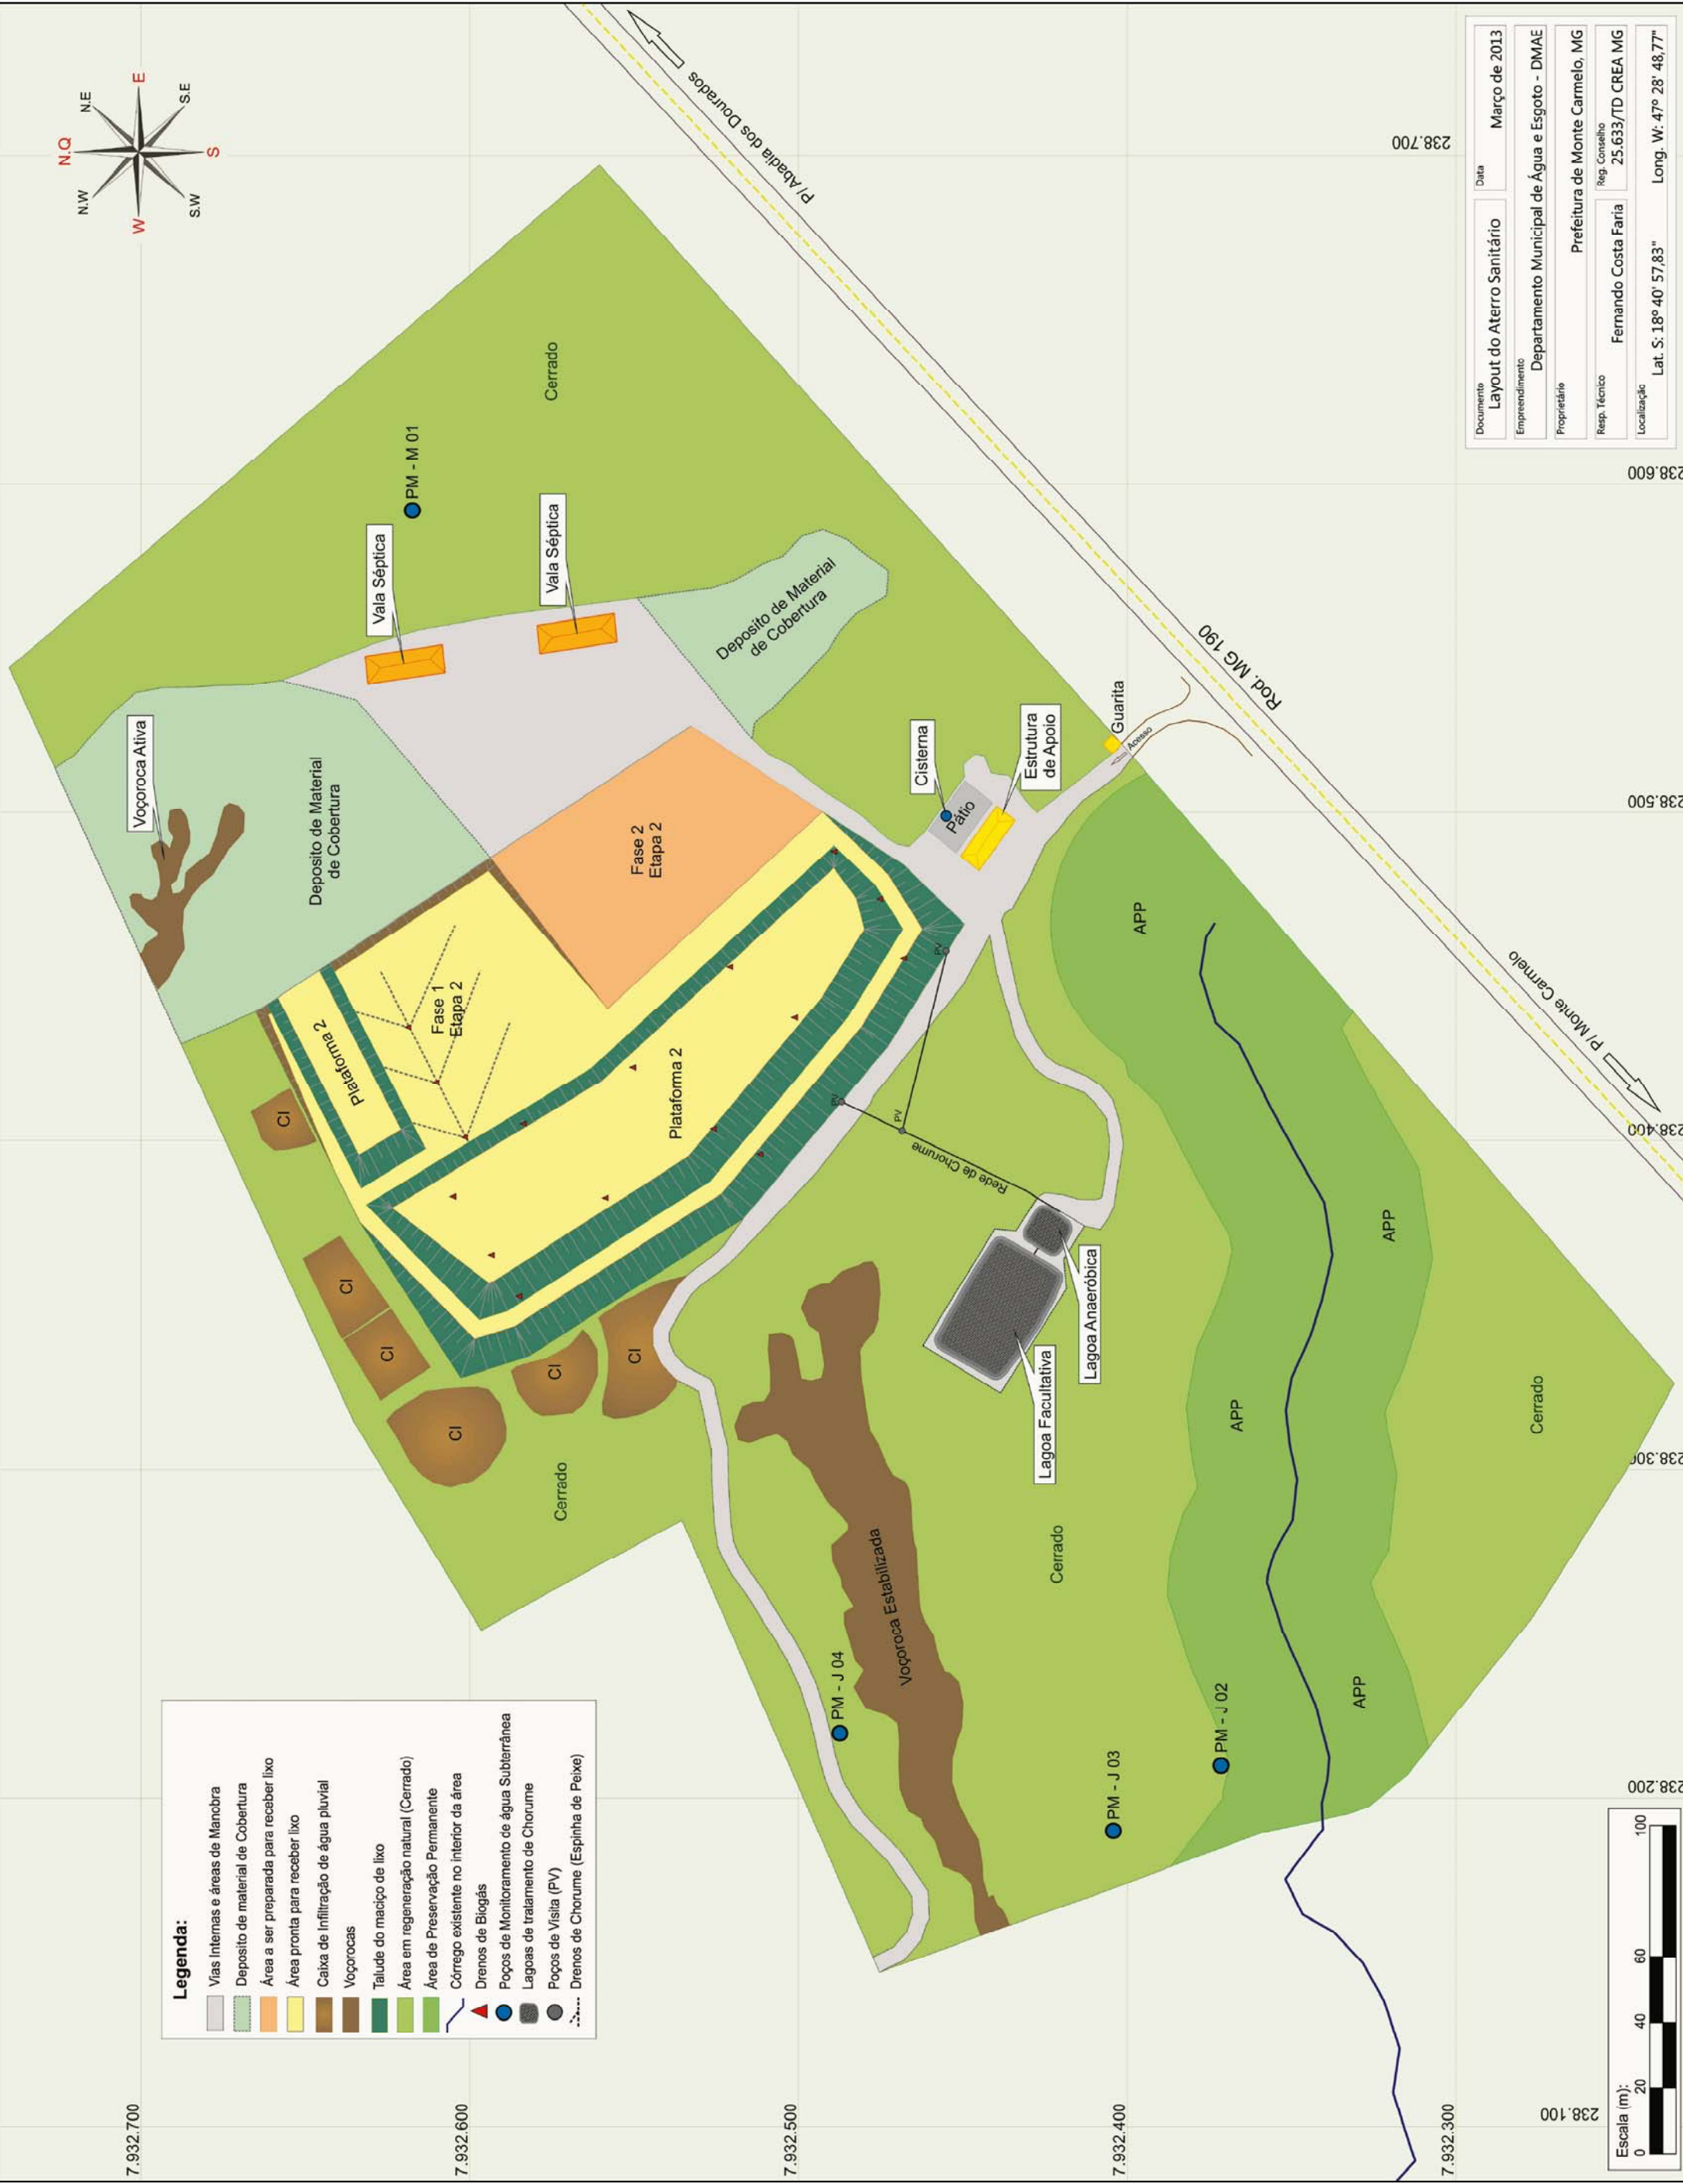 Legenda:
Vias Internas e áreas de Manobra
Deposito de material de Cobertura
Área a ser preparada para receber lixo
Área pronta para receber lixo
Caixa de Infiltração de água pluvial
Voçorocas
Talude do maciço de lixo
Área em regeneração natural (Cerrado)
Área de Preservação Permanente
Córrego existente no interior da área
Drenos de Biogás
Poços de Monitoramento de água Subterrânea
Lagoas de tratamento de Chorume
Poços de Visita (PV)
Drenos de Chorume (Espinha de Peixe)
N.Q
N.E
E
S.E
S
S.W
W
N.W
7.932.700
7.932.600
7.932.500
7.932.400
7.932.300
238.100
238.200
238.300
238.400
238.500
238.600
238.700
Voçoroca Ativa
Deposito de Material
de Cobertura
Vala Séptica
PM - M 01
Vala Séptica
Cerrado
Deposito de Material
de Cobertura
Plataforma 2
Fase 1
Etapa 2
Fase 2
Etapa 2
Plataforma 2
CI
CI
CI
CI
CI
CI
Cerrado
Cisterna
Pátio
Estrutura
de Apoio
Guarita
Acesso
PV
PV
PV
Rede de Chorume
Lagoa Anaeróbica
Lagoa Facultativa
Voçoroca Estabilizada
PM - J 04
PM - J 03
PM - J 02
Cerrado
APP
APP
APP
APP
Cerrado
P/ Abadia dos Dourados
Rod. MG 190
P/ Monte Carmelo
Escala (m):
0 20 40 60 100
Documento
Layout do Aterro Sanitário
Data
Março de 2013
Empreendimento
Departamento Municipal de Água e Esgoto - DMAE
Proprietário
Prefeitura de Monte Carmelo, MG
Resp. Técnico
Fernando Costa Faria
Reg. Conselho
25.633/TD CREA MG
Localização
Lat. S: 18º 40' 57,83" Long. W: 47º 28' 48,77"